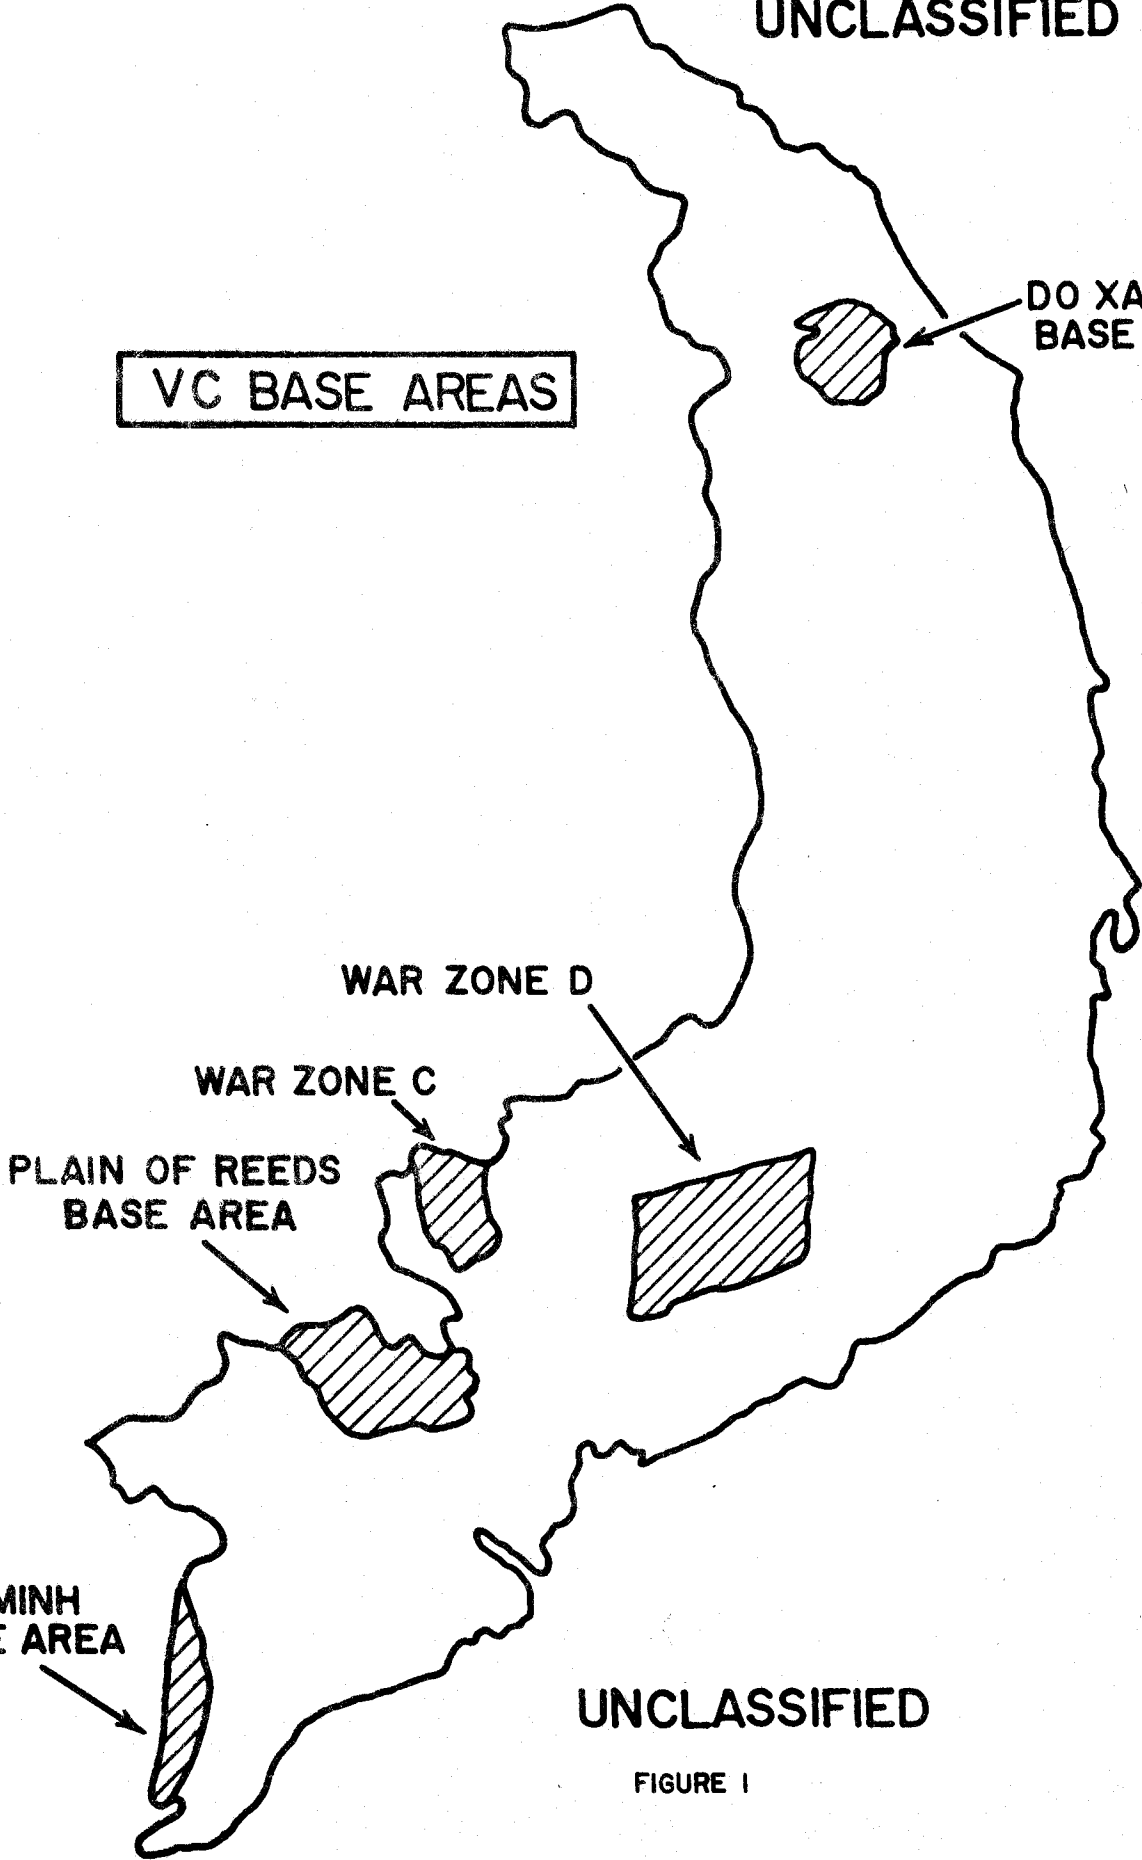 UNCLASSIFIED
DO XA
BASE
VC BASE AREAS
WAR ZONE D
WAR ZONE C
PLAIN OF REEDS
BASE AREA
MINH
AREA
UNCLASSIFIED
FIGURE 1